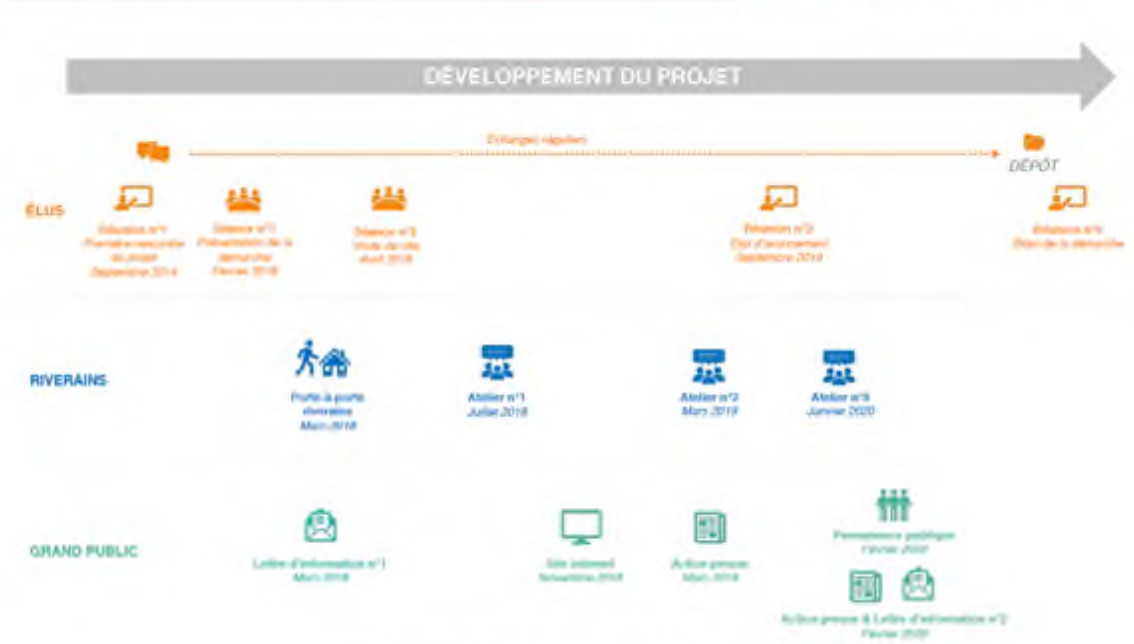 DÉVELOPPEMENT DU PROJET
Échanges réguliers
DÉPÔT
ÉLUS
Réunion n°1
Première rencontre
du projet
Septembre
Séance n°1
Présentation de la
démarche
Février 2018
Séance n°2
Visite de site
Avril 2018
Réunion
État d'avancement
Septembre 2019
Réunion
Bilan de la démarche
RIVERAINS
Porte à porte
riverains
Mars 2018
Atelier n°1
Juillet 2018
Atelier n°2
Mars 2019
Atelier n°3
Janvier 2020
GRAND PUBLIC
Lettre d'information n°1
Mars 2018
Site internet
Novembre 2018
Action presse
Mars 2019
Permanence publique
Février 2020
Action presse & Lettre d'information n°2
Février 2020